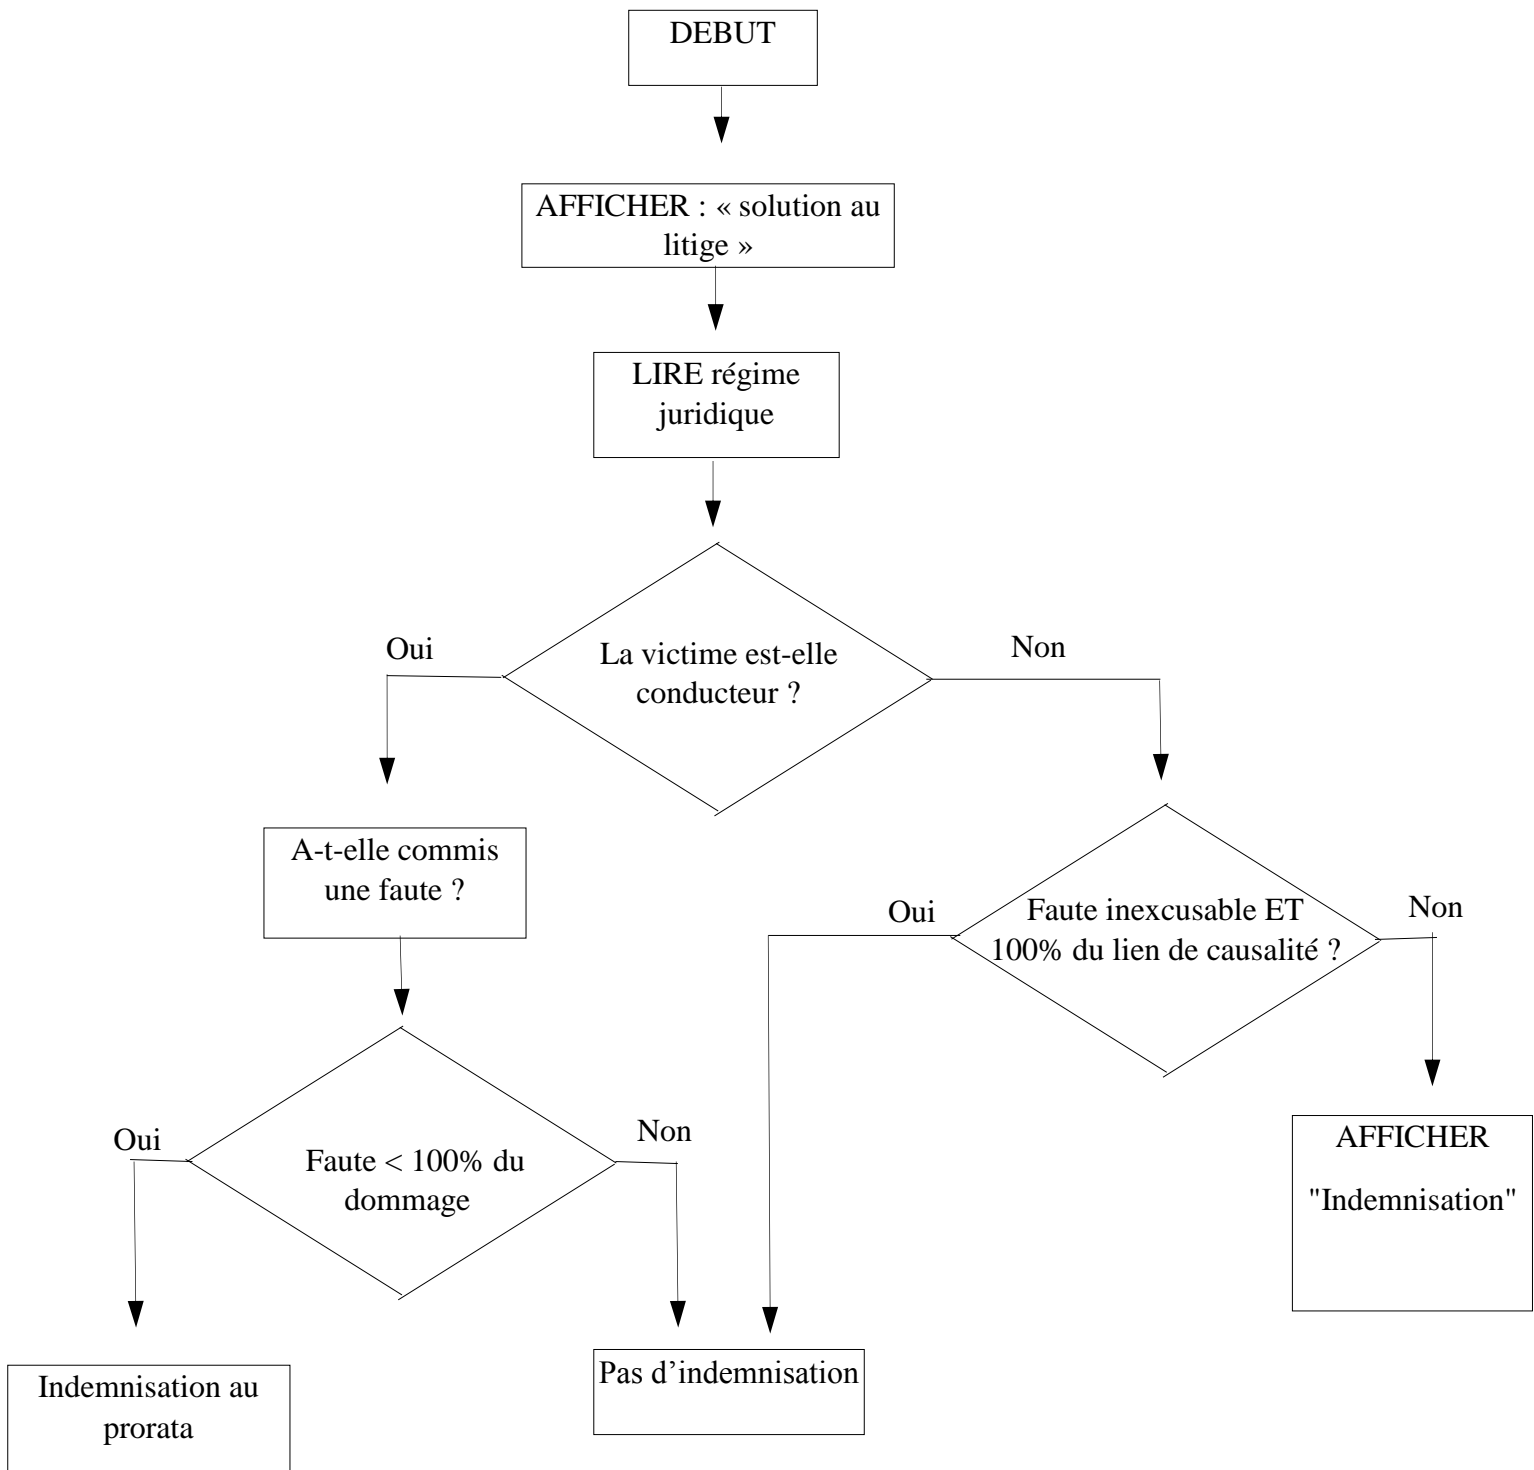 DEBUT
AFFICHER : « solution au
litige »
LIRE régime
juridique
Oui
La victime est-elle
conducteur ?
Non
A-t-elle commis
une faute ?
Oui
Faute inexcusable ET
100% du lien de causalité ?
Non
Oui
Faute < 100% du
dommage
Non
AFFICHER
"Indemnisation"
Indemnisation au
prorata
Pas d’indemnisation